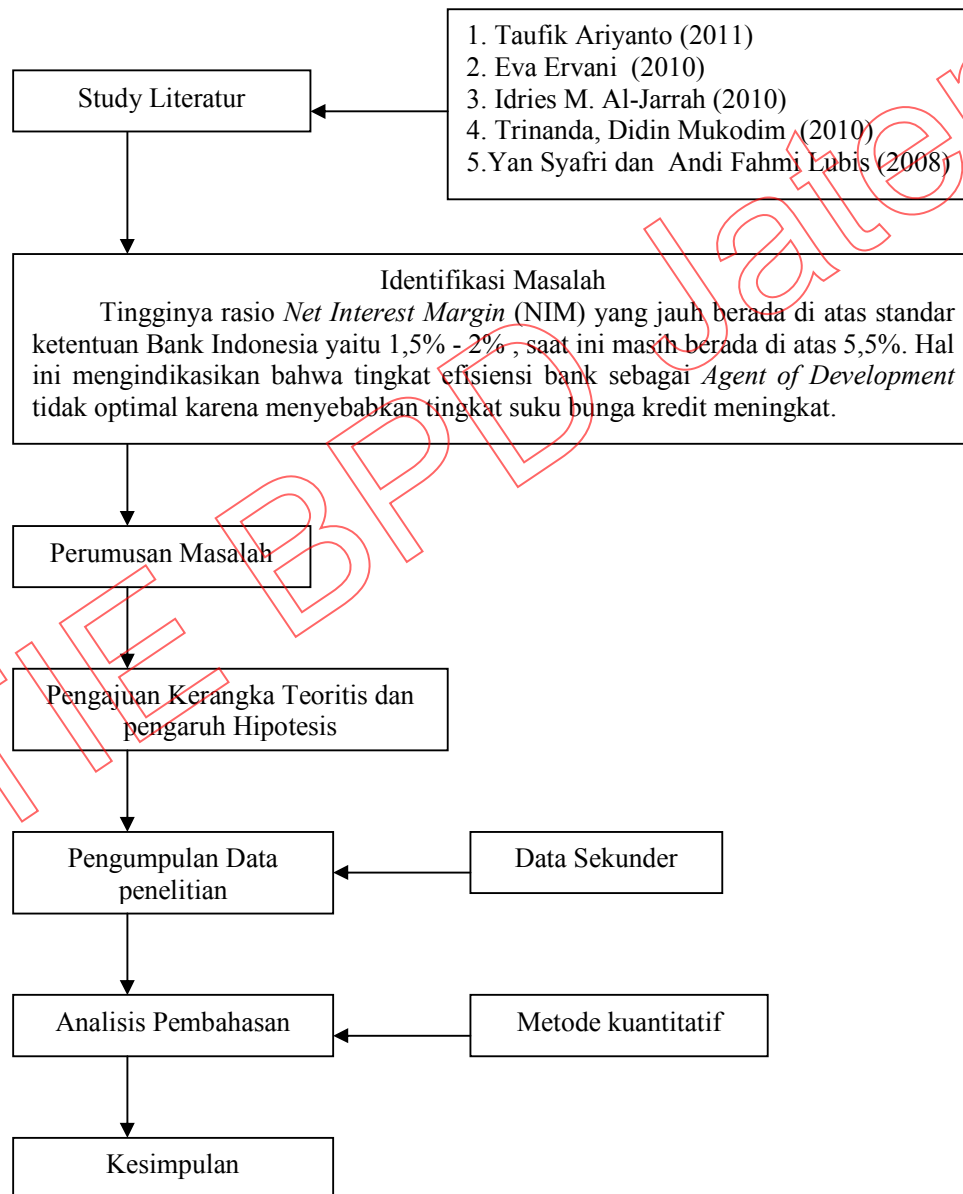 1. Taufik Ariyanto (2011)
2. Eva Ervani (2010)
3. Idries M. Al-Jarrah (2010)
4. Trinanda, Didin Mukodim (2010)
5.Yan Syafri dan Andi Fahmi Lubis (2008)
Study Literatur
Identifikasi Masalah
Tingginya rasio Net Interest Margin (NIM) yang jauh berada di atas standar
ketentuan Bank Indonesia yaitu 1,5% - 2% , saat ini masih berada di atas 5,5%. Hal
ini mengindikasikan bahwa tingkat efisiensi bank sebagai Agent of Development
tidak optimal karena menyebabkan tingkat suku bunga kredit meningkat.
Perumusan Masalah
Pengajuan Kerangka Teoritis dan
pengaruh Hipotesis
Pengumpulan Data
penelitian
Data Sekunder
Analisis Pembahasan
Metode kuantitatif
Kesimpulan
TIE BPD Jaten